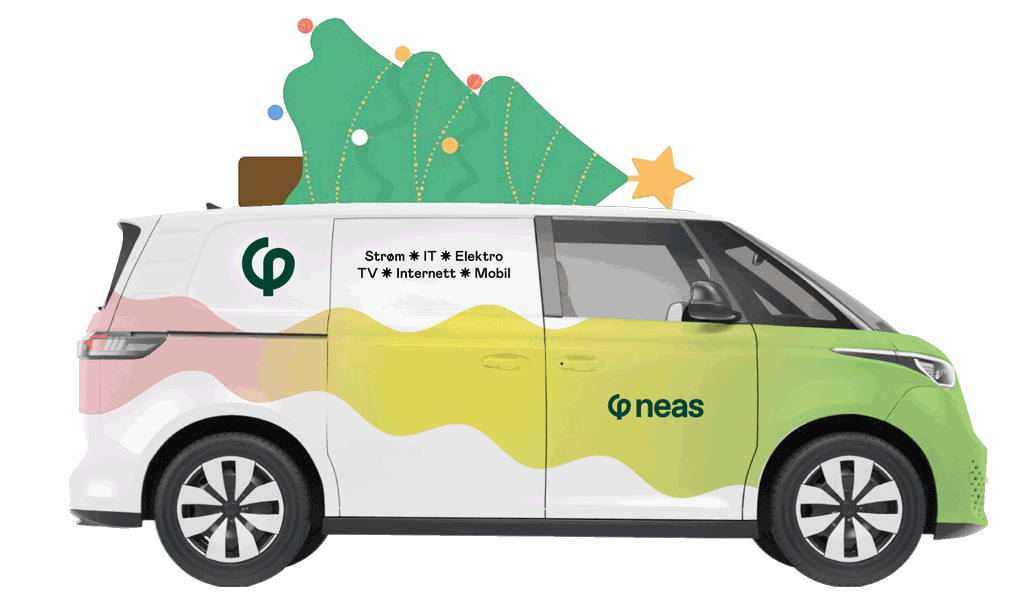 Strøm ✷ IT ✷ Elektro
TV ✷ Internett ✷ Mobil
neas